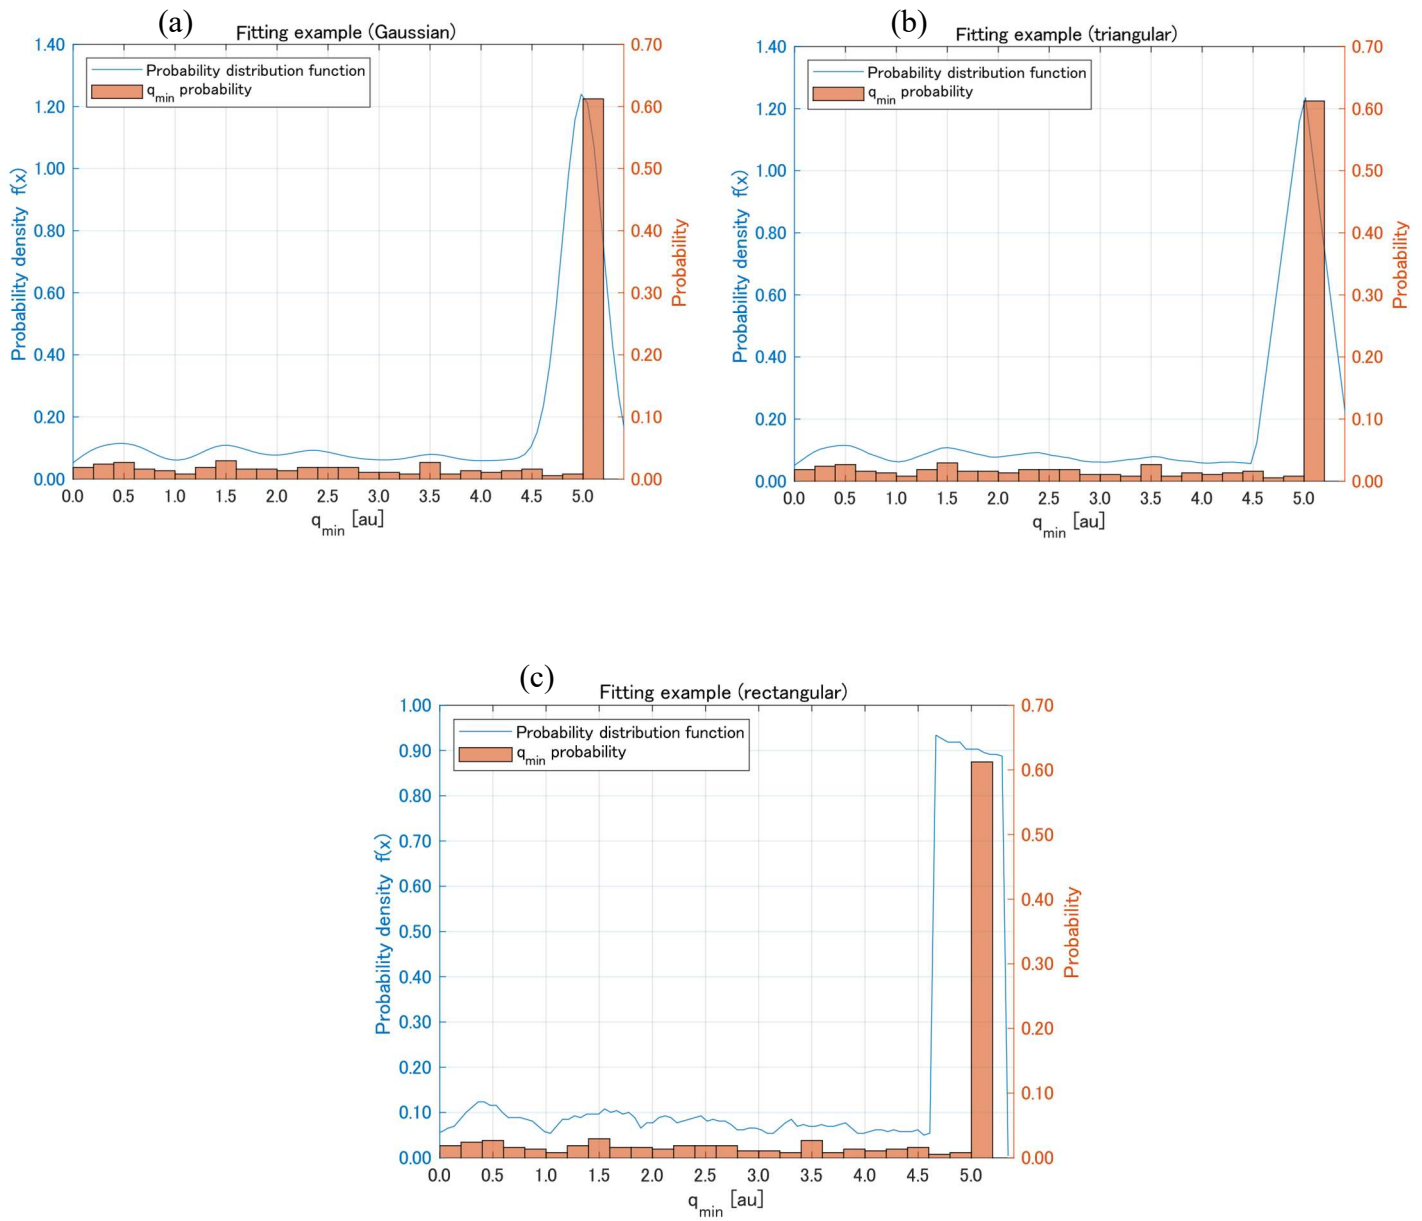 (a)
Fitting example (Gaussian)
Probability distribution function
q_min probability
1.40
1.20
1.00
0.80
0.60
0.40
0.20
0.00
Probability density f(x)
0.70
0.60
0.50
0.40
0.30
0.20
0.10
0.00
Probability
0.0 0.5 1.0 1.5 2.0 2.5 3.0 3.5 4.0 4.5 5.0
q_min [au]
(b)
Fitting example (triangular)
Probability distribution function
q_min probability
1.40
1.20
1.00
0.80
0.60
0.40
0.20
0.00
Probability density f(x)
0.70
0.60
0.50
0.40
0.30
0.20
0.10
0.00
Probability
0.0 0.5 1.0 1.5 2.0 2.5 3.0 3.5 4.0 4.5 5.0
q_min [au]
(c)
Fitting example (rectangular)
Probability distribution function
q_min probability
1.00
0.90
0.80
0.70
0.60
0.50
0.40
0.30
0.20
0.10
0.00
Probability density f(x)
0.70
0.60
0.50
0.40
0.30
0.20
0.10
0.00
Probability
0.0 0.5 1.0 1.5 2.0 2.5 3.0 3.5 4.0 4.5 5.0
q_min [au]